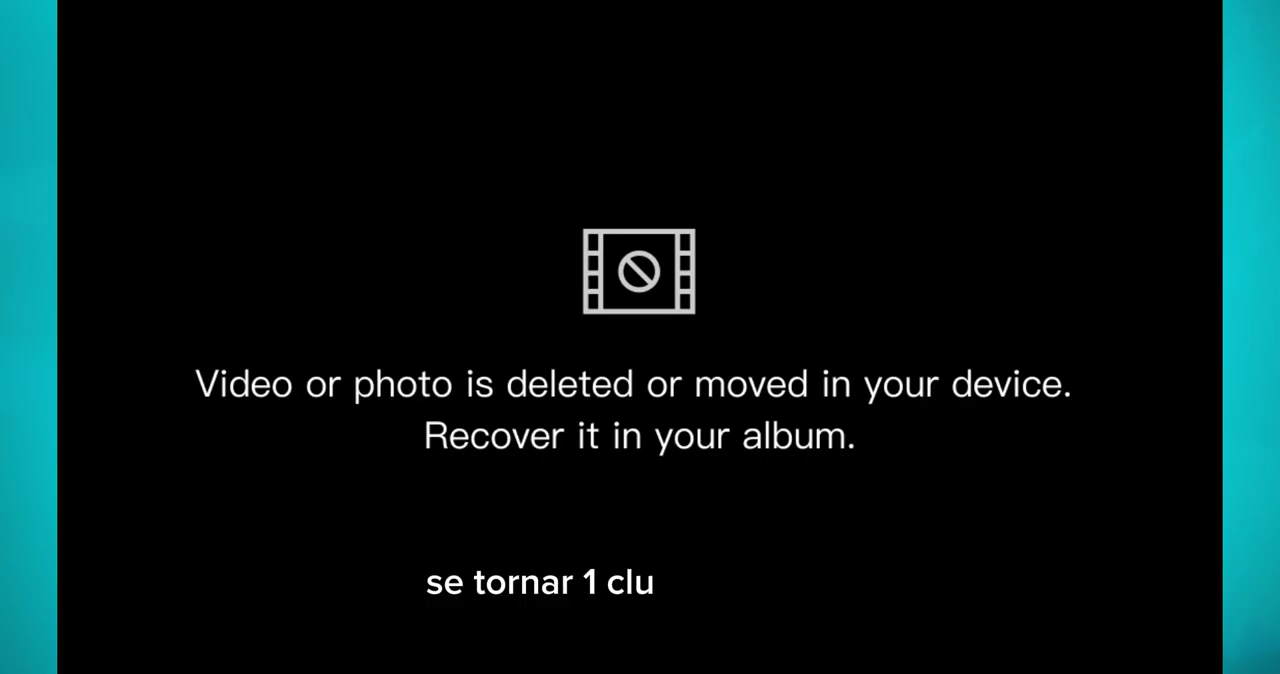 Video or photo is deleted or moved in your device.
Recover it in your album.
se tornar 1 clu